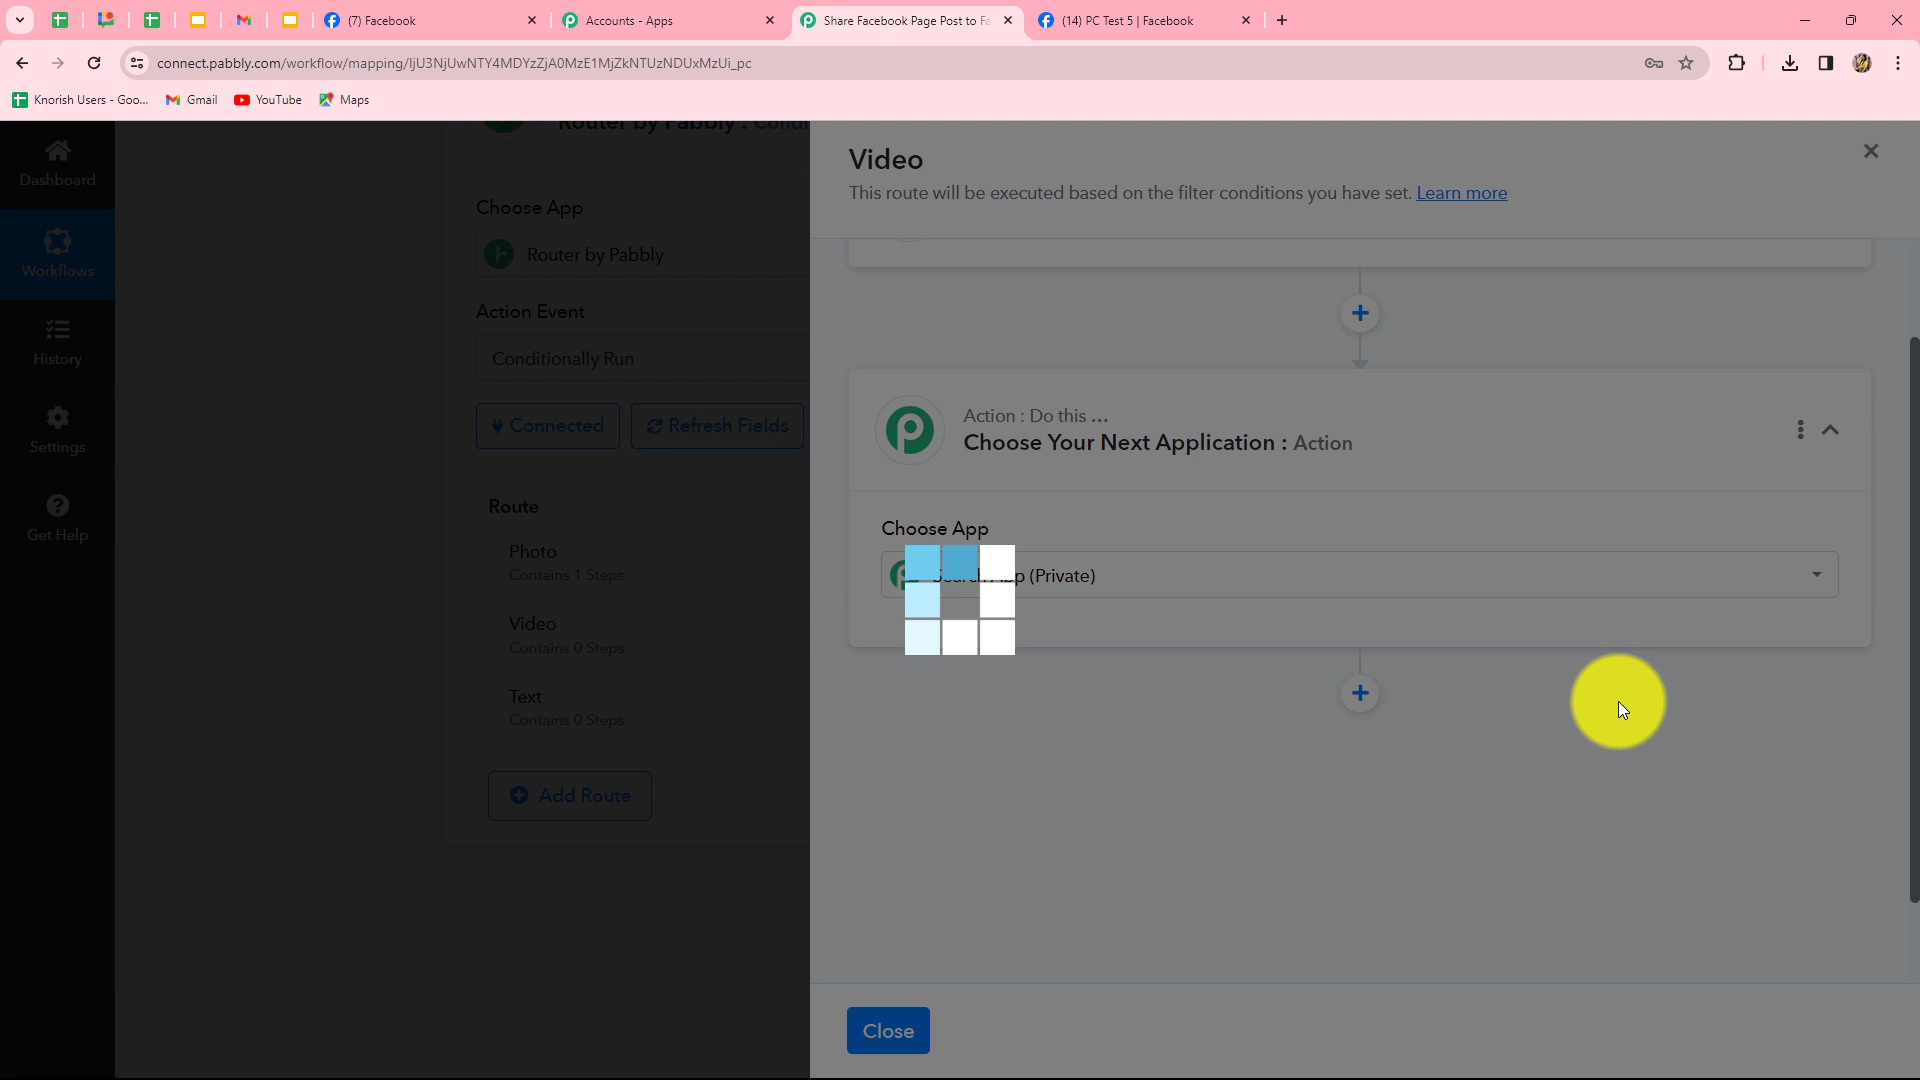 (7) Facebook
Accounts - Apps
Share Facebook Page Post to Fa
(14) PC Test 5 | Facebook
connect.pabbly.com/workflow/mapping/IjU3NjUwNTY4MDYzZjA0MzE1MjZkNTUzNDUxMzUi_pc
Knorish Users - Goo...
Gmail
YouTube
Maps
Dashboard
Workflows
History
Settings
Get Help
Router by Pabbly : Condi
Choose App
Router by Pabbly
Action Event
Conditionally Run
Connected
Refresh Fields
Route
Photo
Contains 1 Steps
Video
Contains 0 Steps
Text
Contains 0 Steps
Add Route
Video
This route will be executed based on the filter conditions you have set. Learn more
Action : Do this ...
Choose Your Next Application : Action
Choose App
(Private)
Close